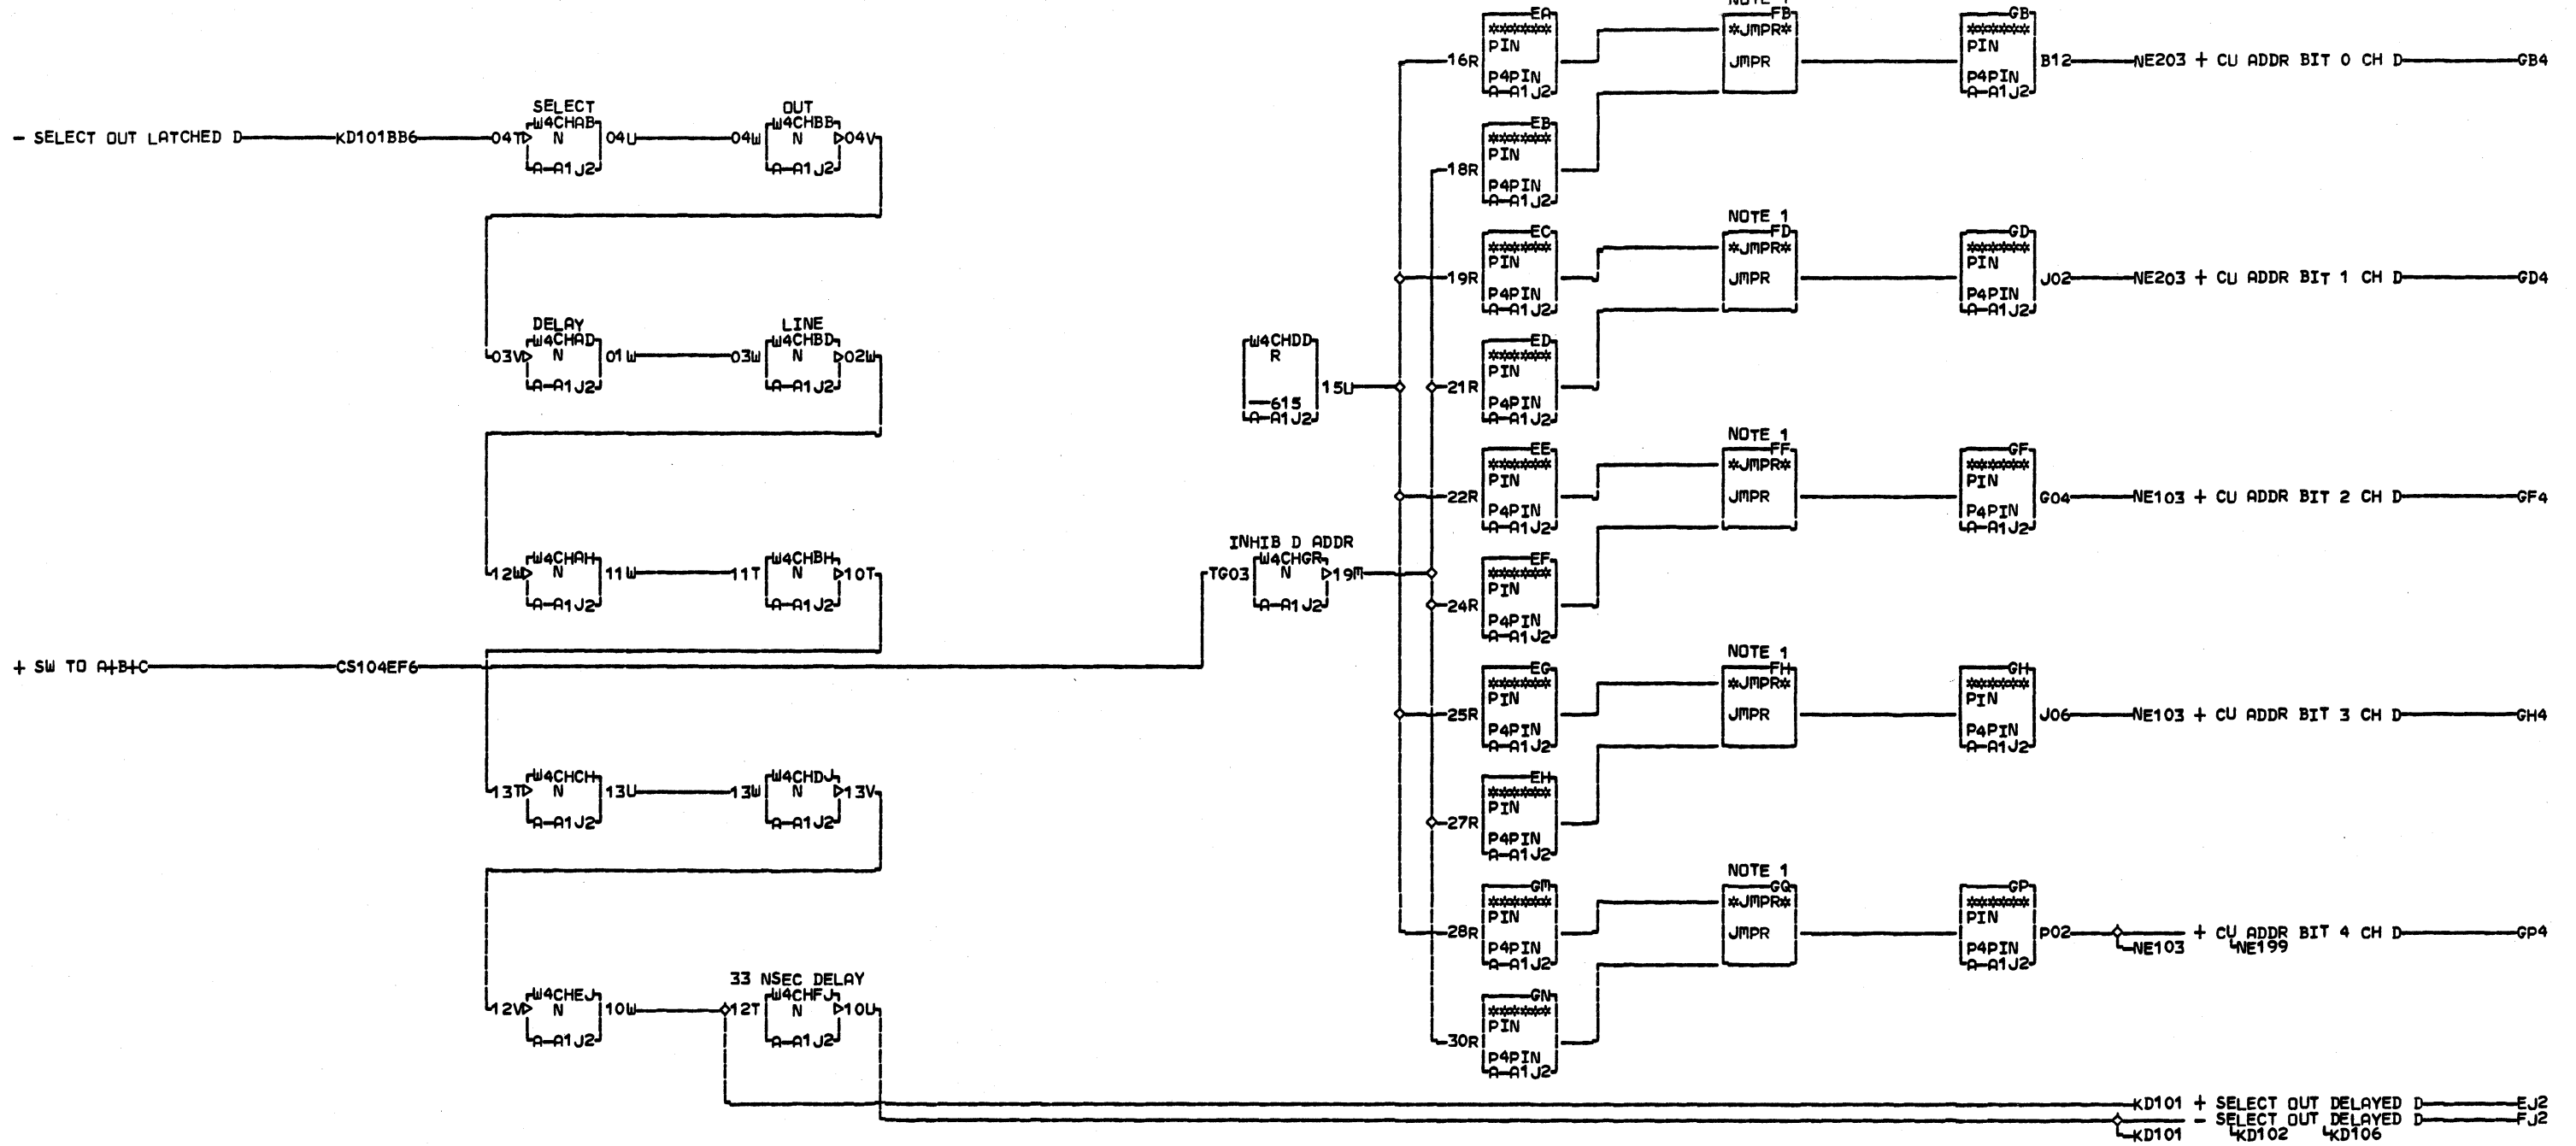 - SELECT OUT LATCHED D KD101BB6
SELECT
04T W4CHAB N A-A1J2 04U
OUT
04W W4CHBB N A-A1J2 04V
DELAY
03V W4CHAD N A-A1J2 01W
LINE
03W W4CHBD N A-A1J2 02W
12W W4CHAH N A-A1J2 11W
11T W4CHBH N A-A1J2 10T
+ SW TO A+B+C CS104EF6
13T W4CHCH N A-A1J2 13U
13W W4CHDJ N A-A1J2 13V
12V W4CHEJ N A-A1J2 10W
33 NSEC DELAY
12T W4CHFJ N A-A1J2 10U
W4CHDD R -615 A-A1J2 15U
INHIB D ADDR
TG03 W4CHGR N A-A1J2 19M
16R EA ****** PIN P4PIN A-A1J2
18R EB ****** PIN P4PIN A-A1J2
NOTE 1
FB *JMPR* JMPR
GB ****** PIN P4PIN A-A1J2
B12 NE203 + CU ADDR BIT 0 CH D GB4
19R EC ****** PIN P4PIN A-A1J2
21R ED ****** PIN P4PIN A-A1J2
NOTE 1
FD *JMPR* JMPR
GD ****** PIN P4PIN A-A1J2
J02 NE203 + CU ADDR BIT 1 CH D GD4
22R EE ****** PIN P4PIN A-A1J2
24R EF ****** PIN P4PIN A-A1J2
NOTE 1
FF *JMPR* JMPR
GF ****** PIN P4PIN A-A1J2
G04 NE103 + CU ADDR BIT 2 CH D GF4
25R EG ****** PIN P4PIN A-A1J2
27R EH ****** PIN P4PIN A-A1J2
NOTE 1
FH *JMPR* JMPR
GH ****** PIN P4PIN A-A1J2
J06 NE103 + CU ADDR BIT 3 CH D GH4
28R GM ****** PIN P4PIN A-A1J2
30R GN ****** PIN P4PIN A-A1J2
NOTE 1
GQ *JMPR* JMPR
GP ****** PIN P4PIN A-A1J2
P02 + CU ADDR BIT 4 CH D GP4
NE103 NE199
KD101 + SELECT OUT DELAYED D EJ2
- SELECT OUT DELAYED D FJ2
KD101 KD102 KD106